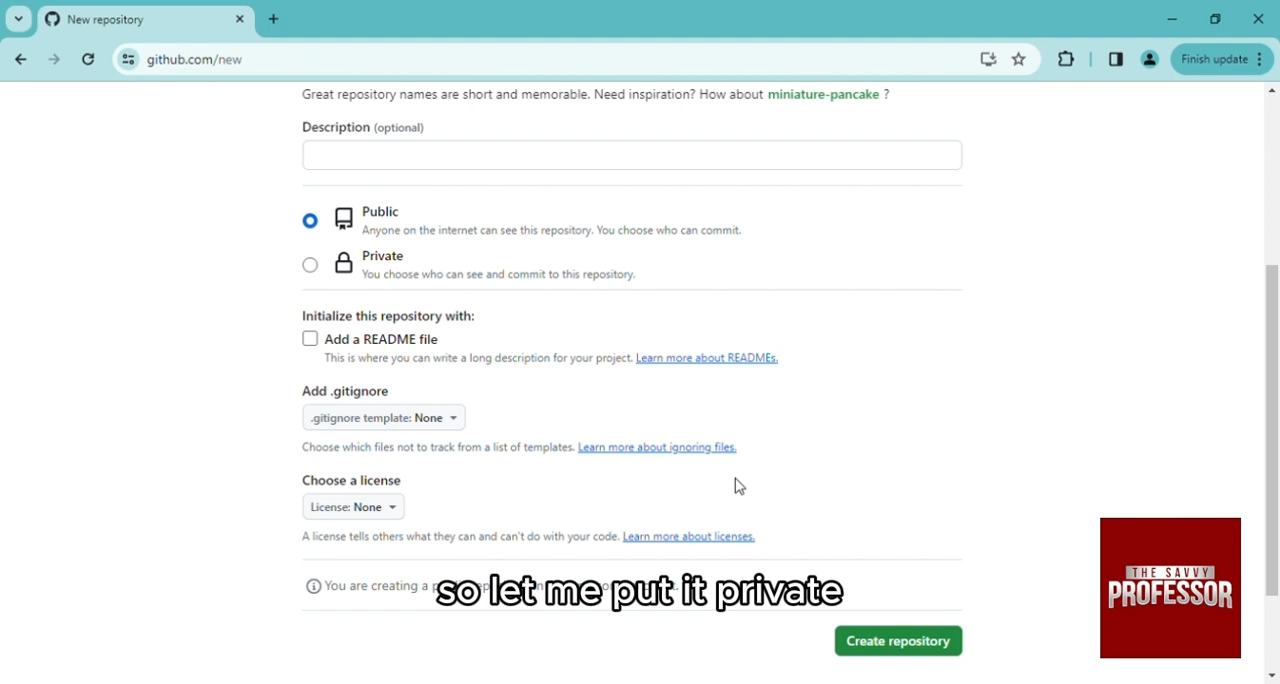 New repository
github.com/new
Finish update
Great repository names are short and memorable. Need inspiration? How about miniature-pancake ?
Description (optional)
Public
Anyone on the internet can see this repository. You choose who can commit.
Private
You choose who can see and commit to this repository.
Initialize this repository with:
Add a README file
This is where you can write a long description for your project. Learn more about READMEs.
Add .gitignore
.gitignore template: None
Choose which files not to track from a list of templates. Learn more about ignoring files.
Choose a license
License: None
A license tells others what they can and can't do with your code. Learn more about licenses.
You are creating a
so let me put it private
Create repository
THE SAVVY
PROFESSOR